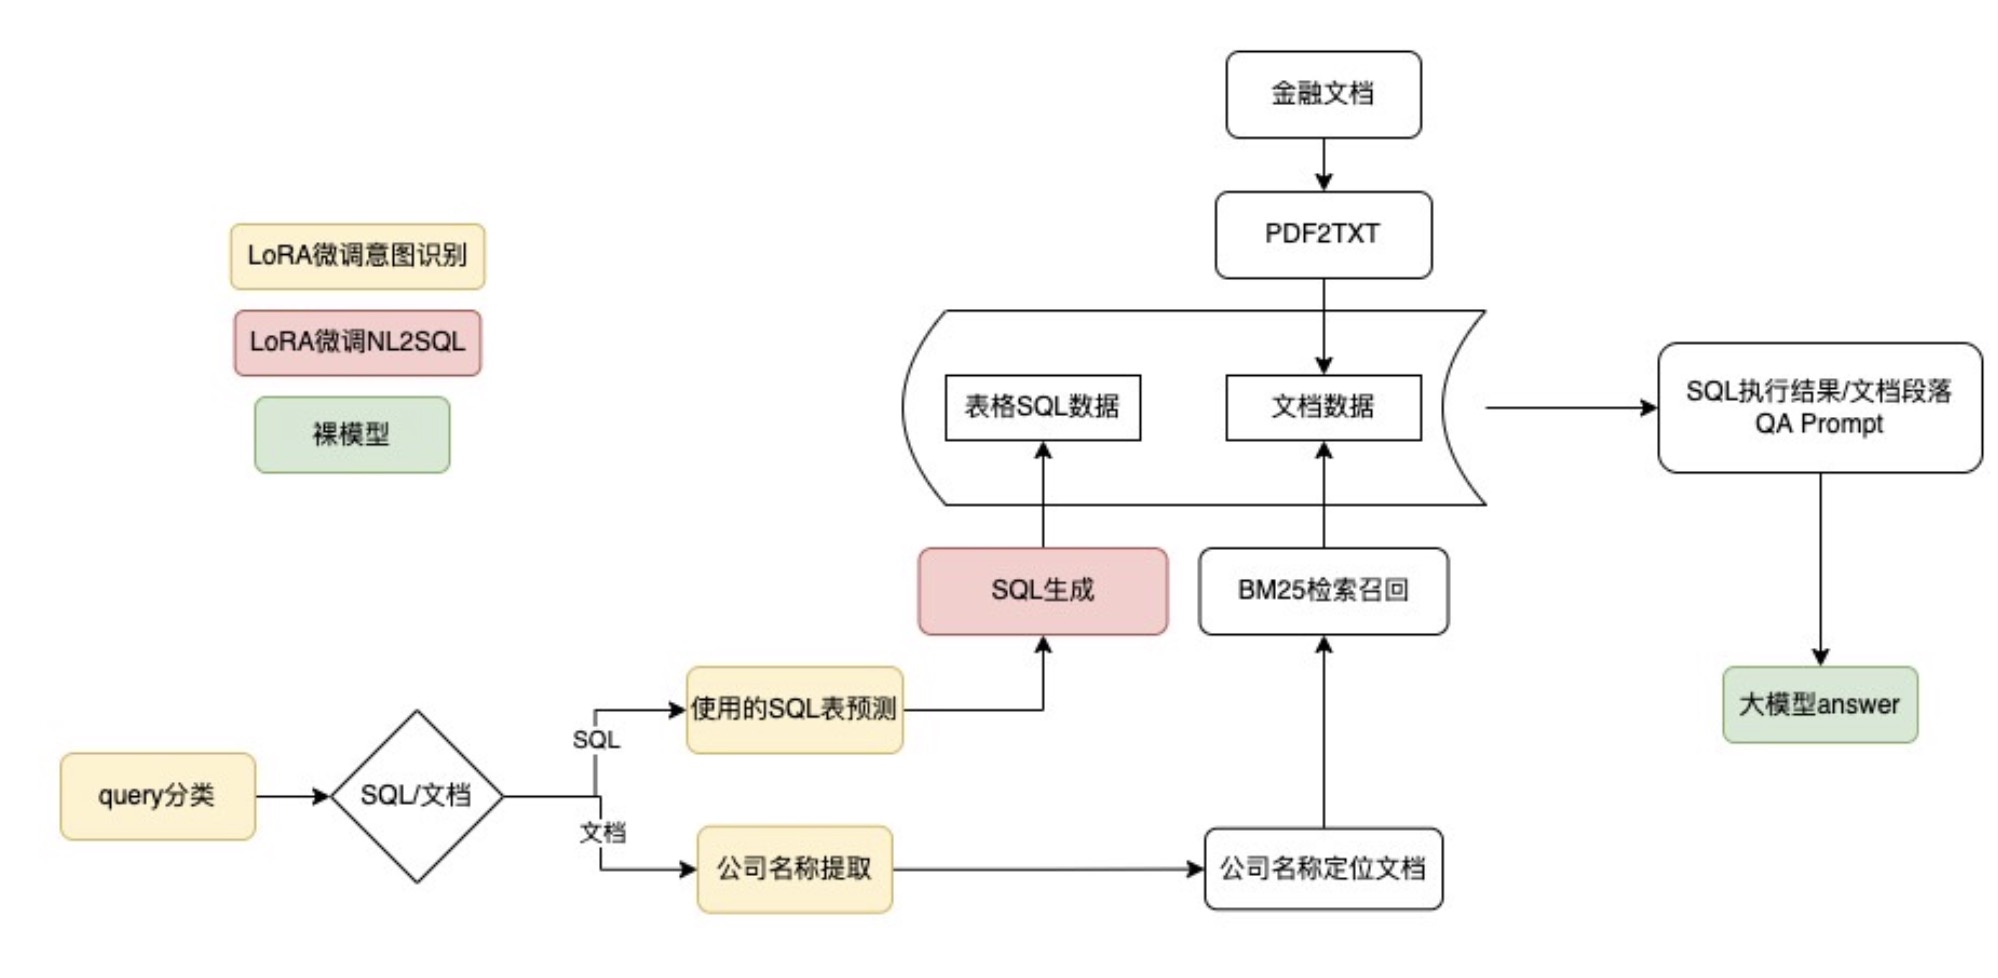 金融文档
PDF2TXT
LoRA微调意图识别
LoRA微调NL2SQL
裸模型
表格SQL数据
文档数据
SQL执行结果/文档段落
QA Prompt
SQL生成
BM25检索召回
使用的SQL表预测
大模型answer
SQL
query分类
SQL/文档
文档
公司名称提取
公司名称定位文档